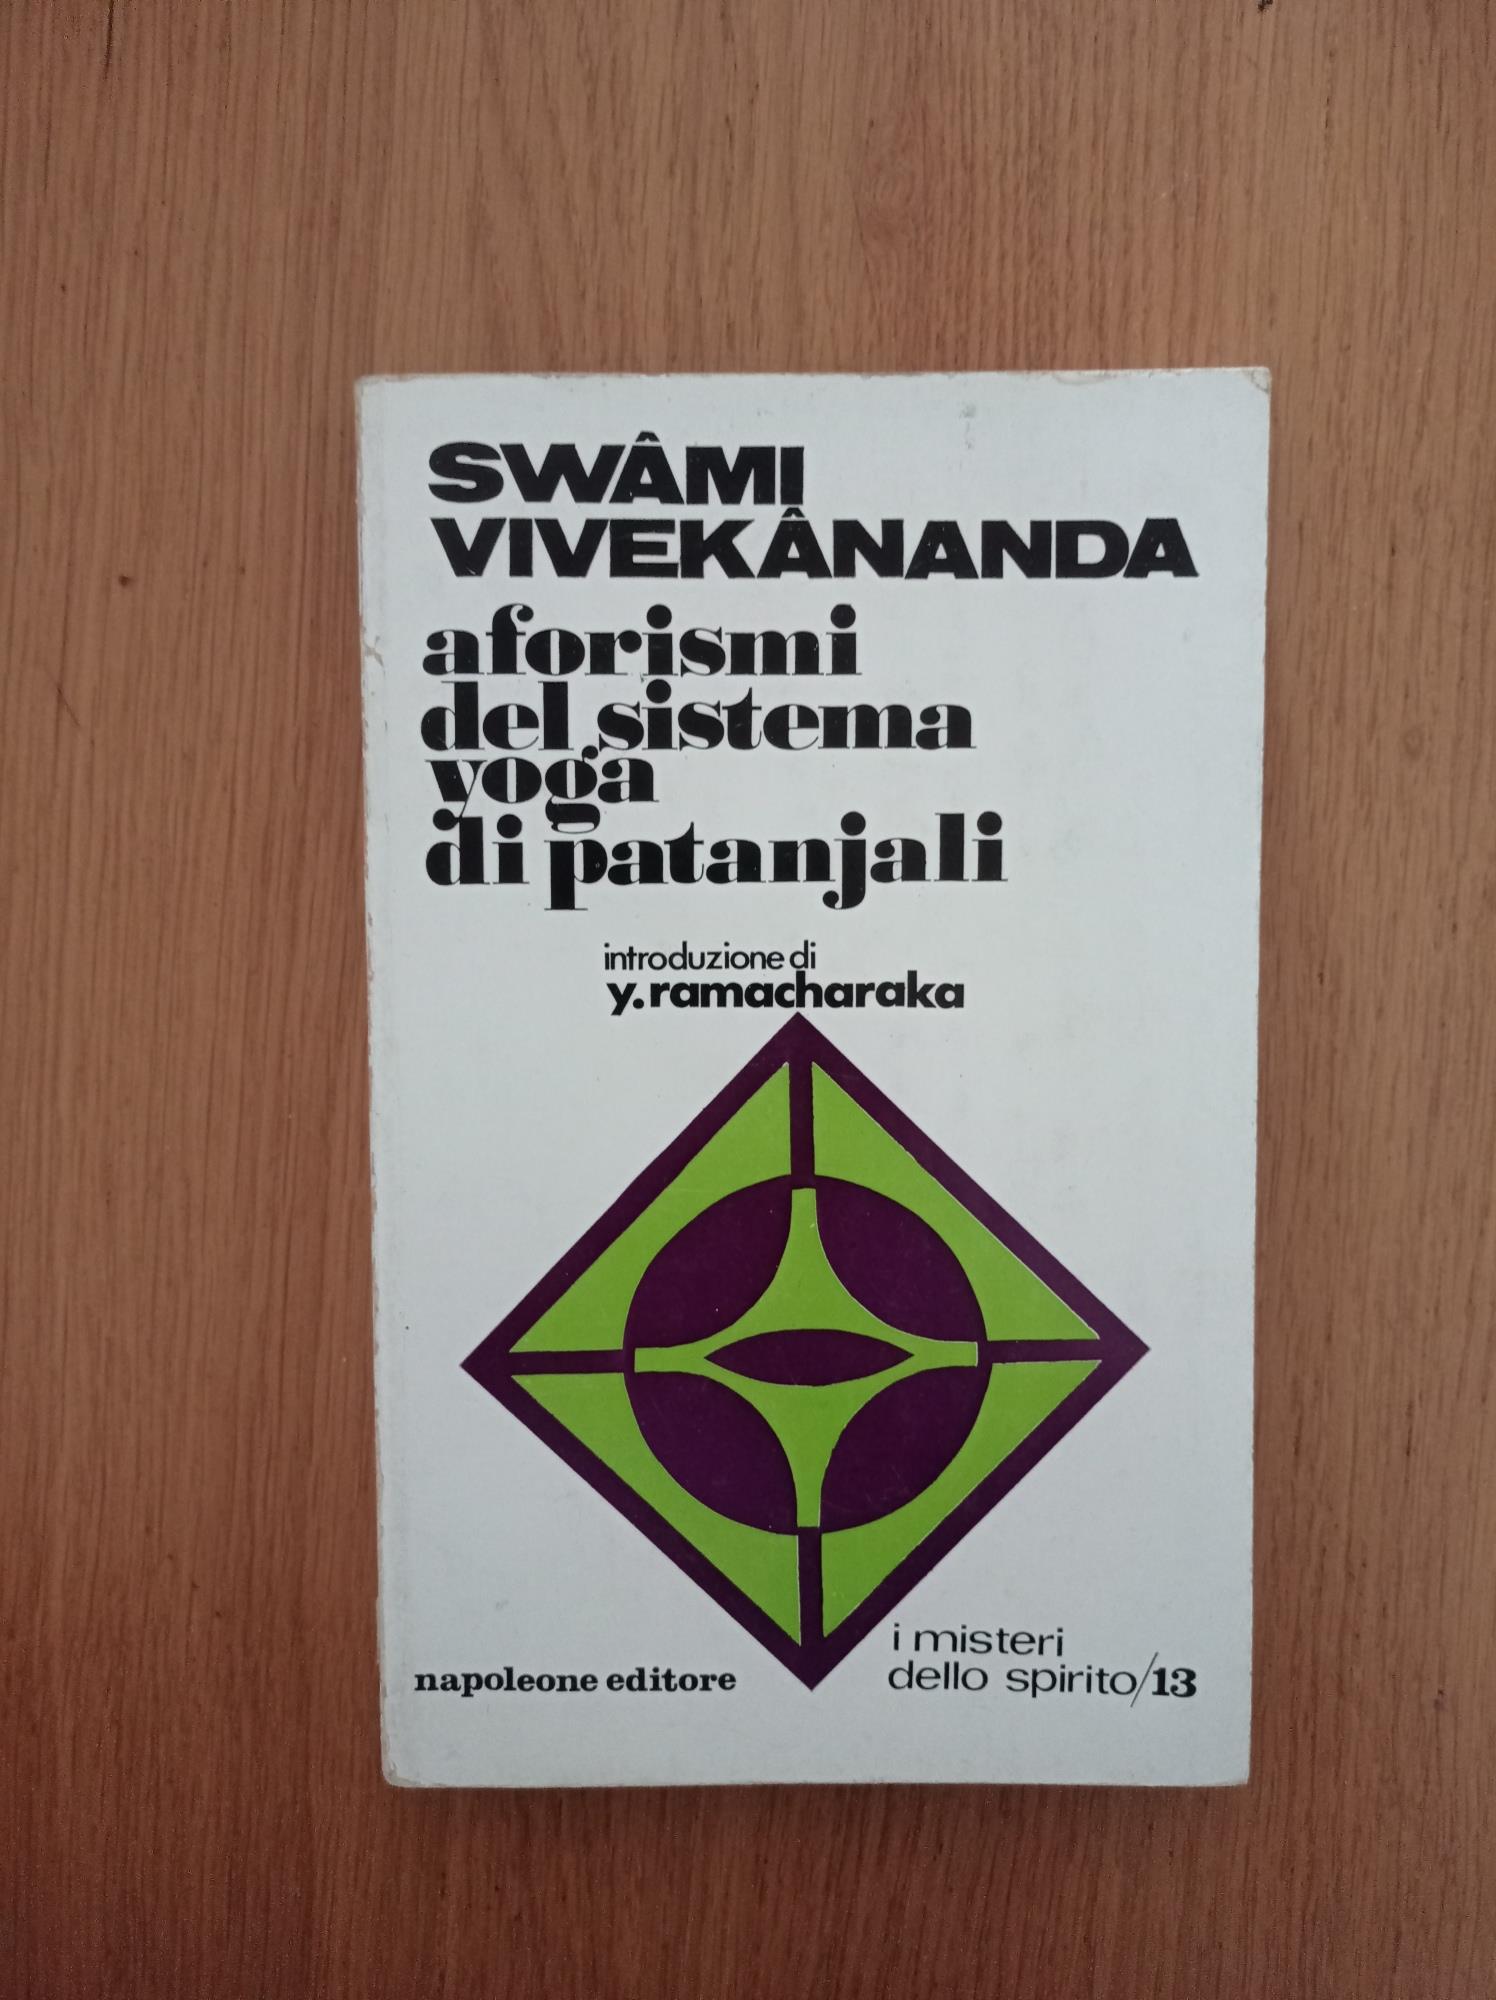 SWÂMI
VIVEKÂNANDA
aforismi
del sistema
yoga
di patanjali
introduzione di
y. ramacharaka
napoleone editore
i misteri
dello spirito/13